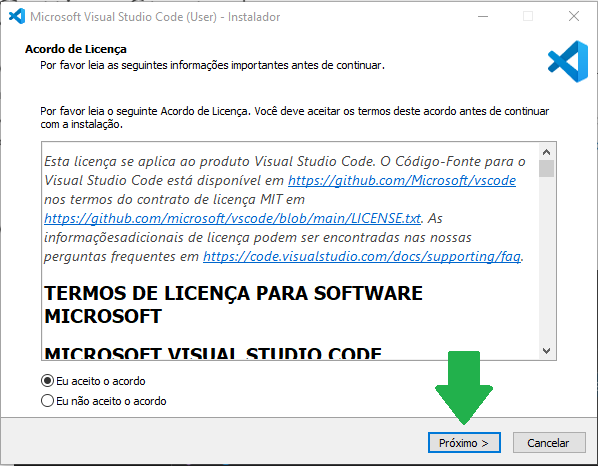 Microsoft Visual Studio Code (User) - Instalador
Acordo de Licença
Por favor leia as seguintes informações importantes antes de continuar.
Por favor leia o seguinte Acordo de Licença. Você deve aceitar os termos deste acordo antes de continuar
com a instalação.
Esta licença se aplica ao produto Visual Studio Code. O Código-Fonte para o
Visual Studio Code está disponível em https://github.com/Microsoft/vscode
nos termos do contrato de licença MIT em
https://github.com/microsoft/vscode/blob/main/LICENSE.txt. As
informaçõesadicionais de licença podem ser encontradas nas nossas
perguntas frequentes em https://code.visualstudio.com/docs/supporting/faq.
TERMOS DE LICENÇA PARA SOFTWARE
MICROSOFT
MICROSOFT VISUAL STUDIO CODE
Eu aceito o acordo
Eu não aceito o acordo
Próximo >
Cancelar